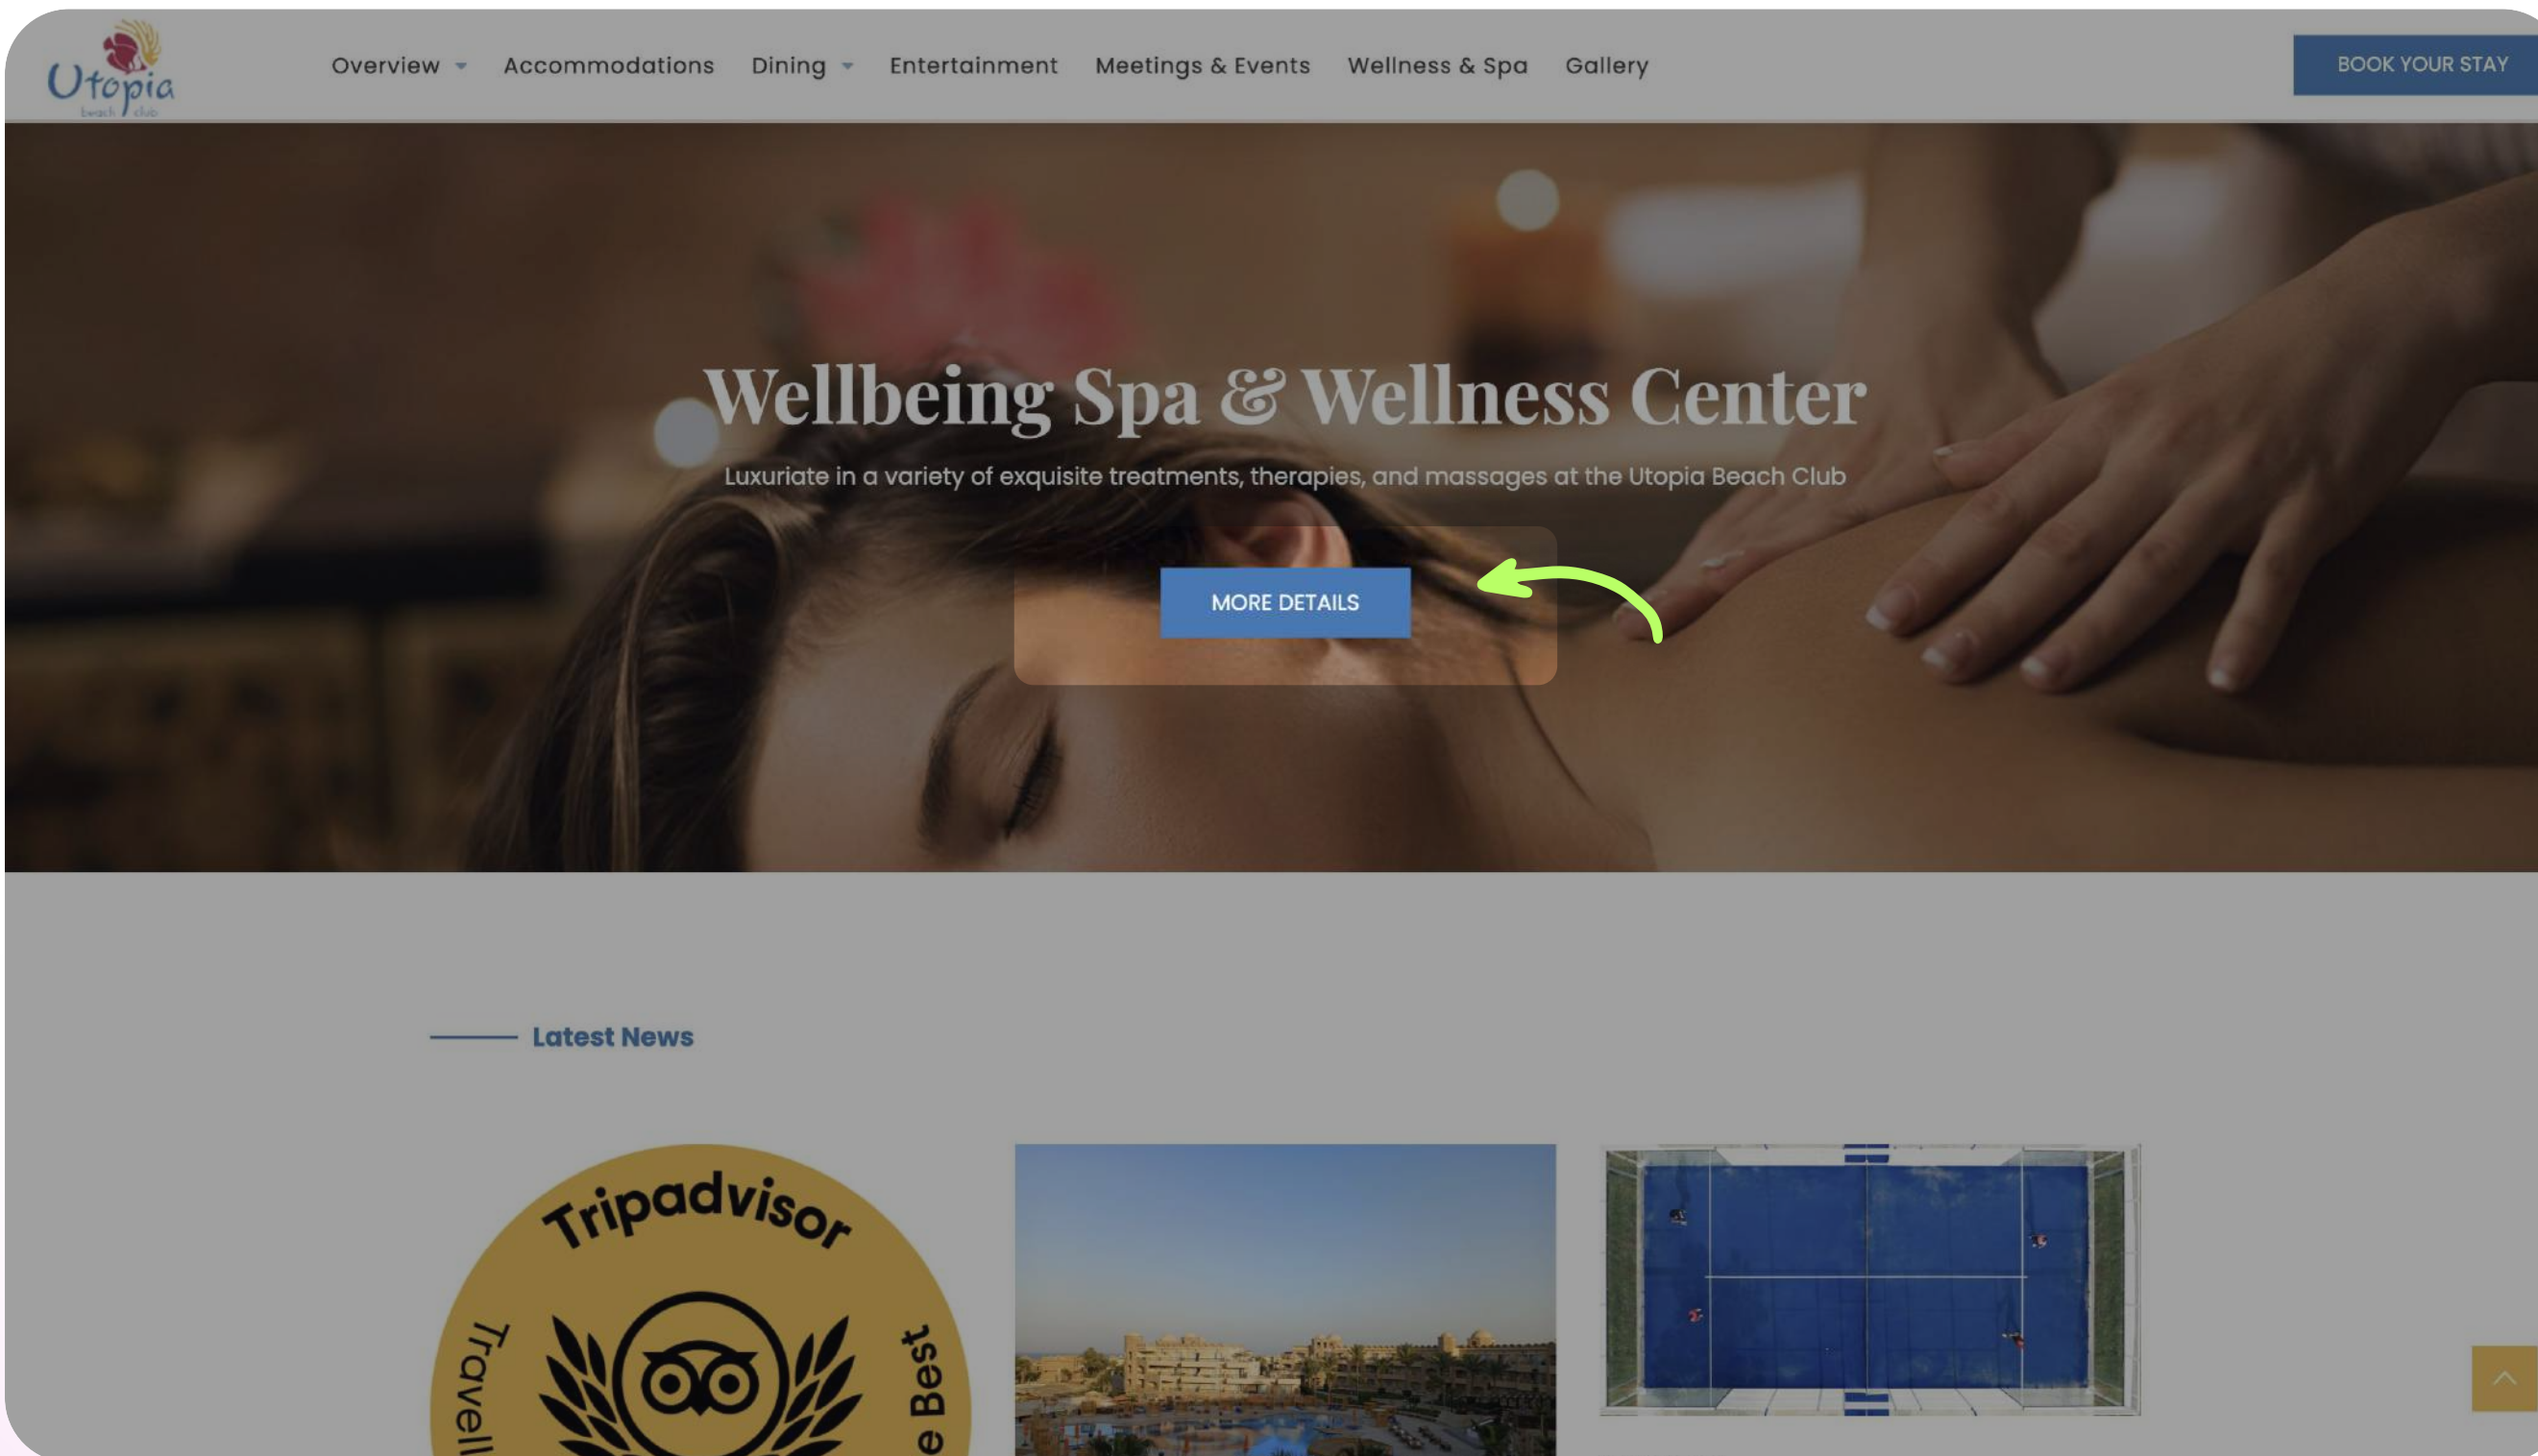 Utopia
beach club
Overview
Accommodations
Dining
Entertainment
Meetings & Events
Wellness & Spa
Gallery
BOOK YOUR STAY
Wellbeing Spa & Wellness Center
Luxuriate in a variety of exquisite treatments, therapies, and massages at the Utopia Beach Club
MORE DETAILS
Latest News
Tripadvisor
Travell
e Best